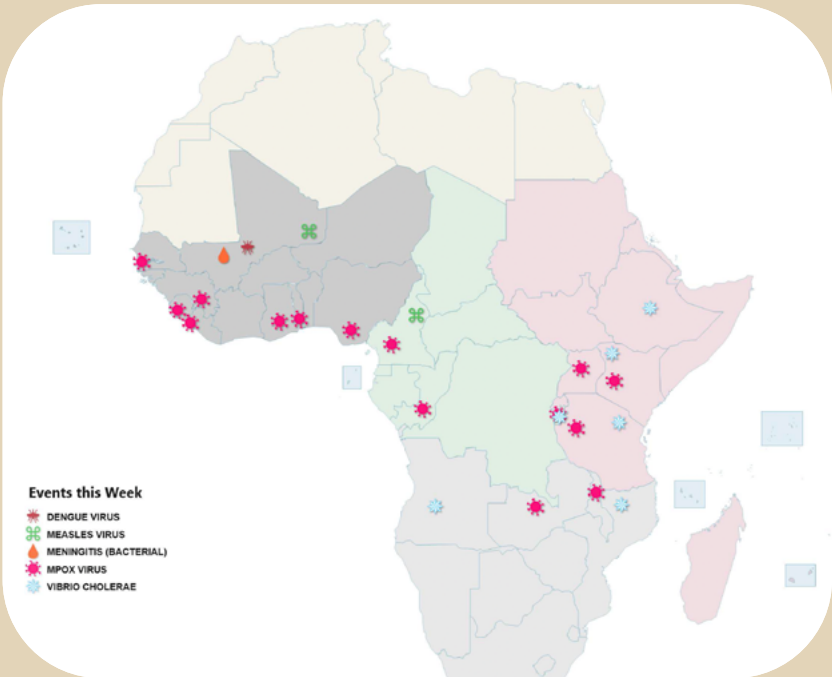 Events this Week
DENGUE VIRUS
MEASLES VIRUS
MENINGITIS (BACTERIAL)
MPOX VIRUS
VIBRIO CHOLERAE